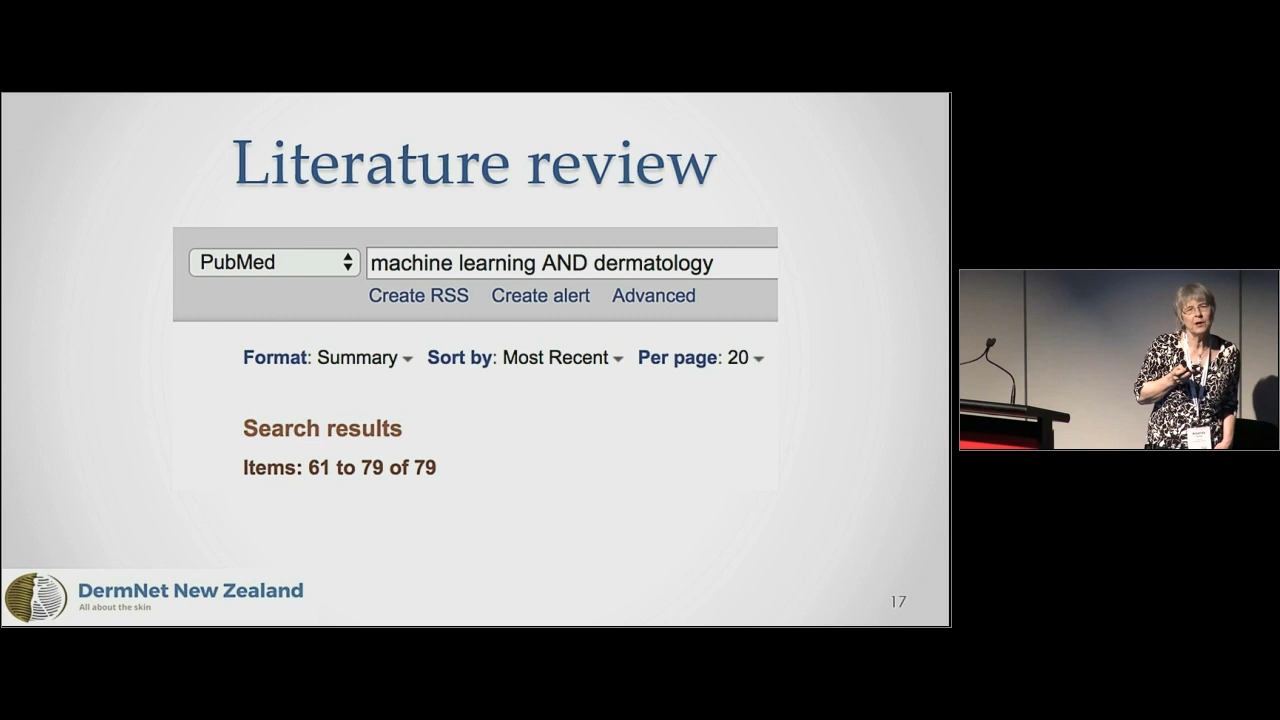 Literature review
PubMed
machine learning AND dermatology
Create RSS Create alert Advanced
Format: Summary Sort by: Most Recent Per page: 20
Search results
Items: 61 to 79 of 79
DermNet New Zealand
All about the skin
17